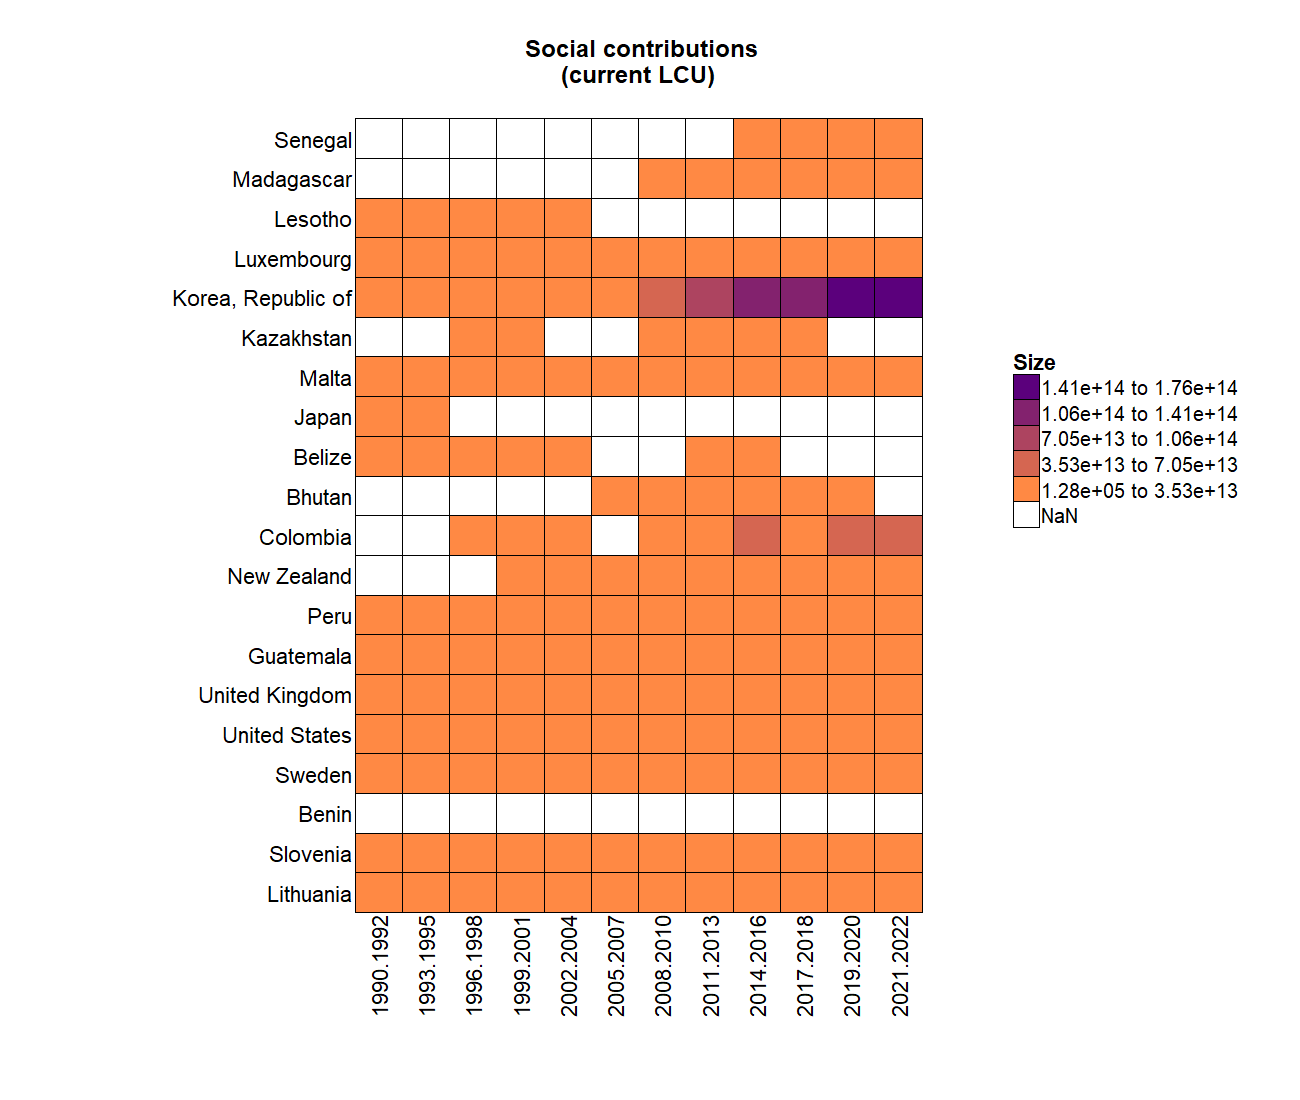 Social contributions
(current LCU)
Senegal
Madagascar
Lesotho
Luxembourg
Korea, Republic of
Kazakhstan
Malta
Japan
Belize
Bhutan
Colombia
New Zealand
Peru
Guatemala
United Kingdom
United States
Sweden
Benin
Slovenia
Lithuania
1990.1992
1993.1995
1996.1998
1999.2001
2002.2004
2005.2007
2008.2010
2011.2013
2014.2016
2017.2018
2019.2020
2021.2022
Size
1.41e+14 to 1.76e+14
1.06e+14 to 1.41e+14
7.05e+13 to 1.06e+14
3.53e+13 to 7.05e+13
1.28e+05 to 3.53e+13
NaN